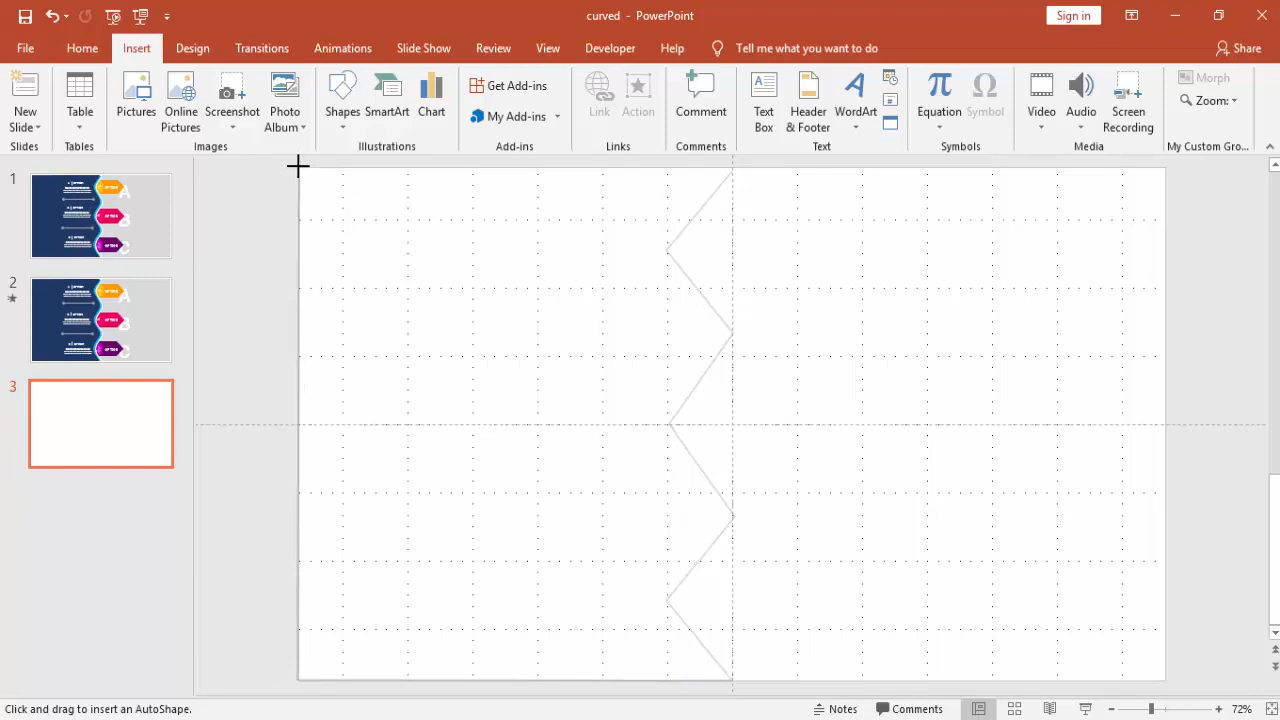 curved - PowerPoint
Sign in
File Home Insert Design Transitions Animations Slide Show Review View Developer Help Tell me what you want to do Share
New Slide
Table
Pictures
Online Pictures
Screenshot
Photo Album
Shapes
SmartArt
Chart
Get Add-ins
My Add-ins
Link
Action
Comment
Text Box
Header & Footer
WordArt
Equation
Symbol
Video
Audio
Screen Recording
Morph
Zoom:
Slides Tables Images Illustrations Add-ins Links Comments Text Symbols Media My Custom Gro...
1
A
2
A
3
Click and drag to insert an AutoShape.
Notes Comments 72%